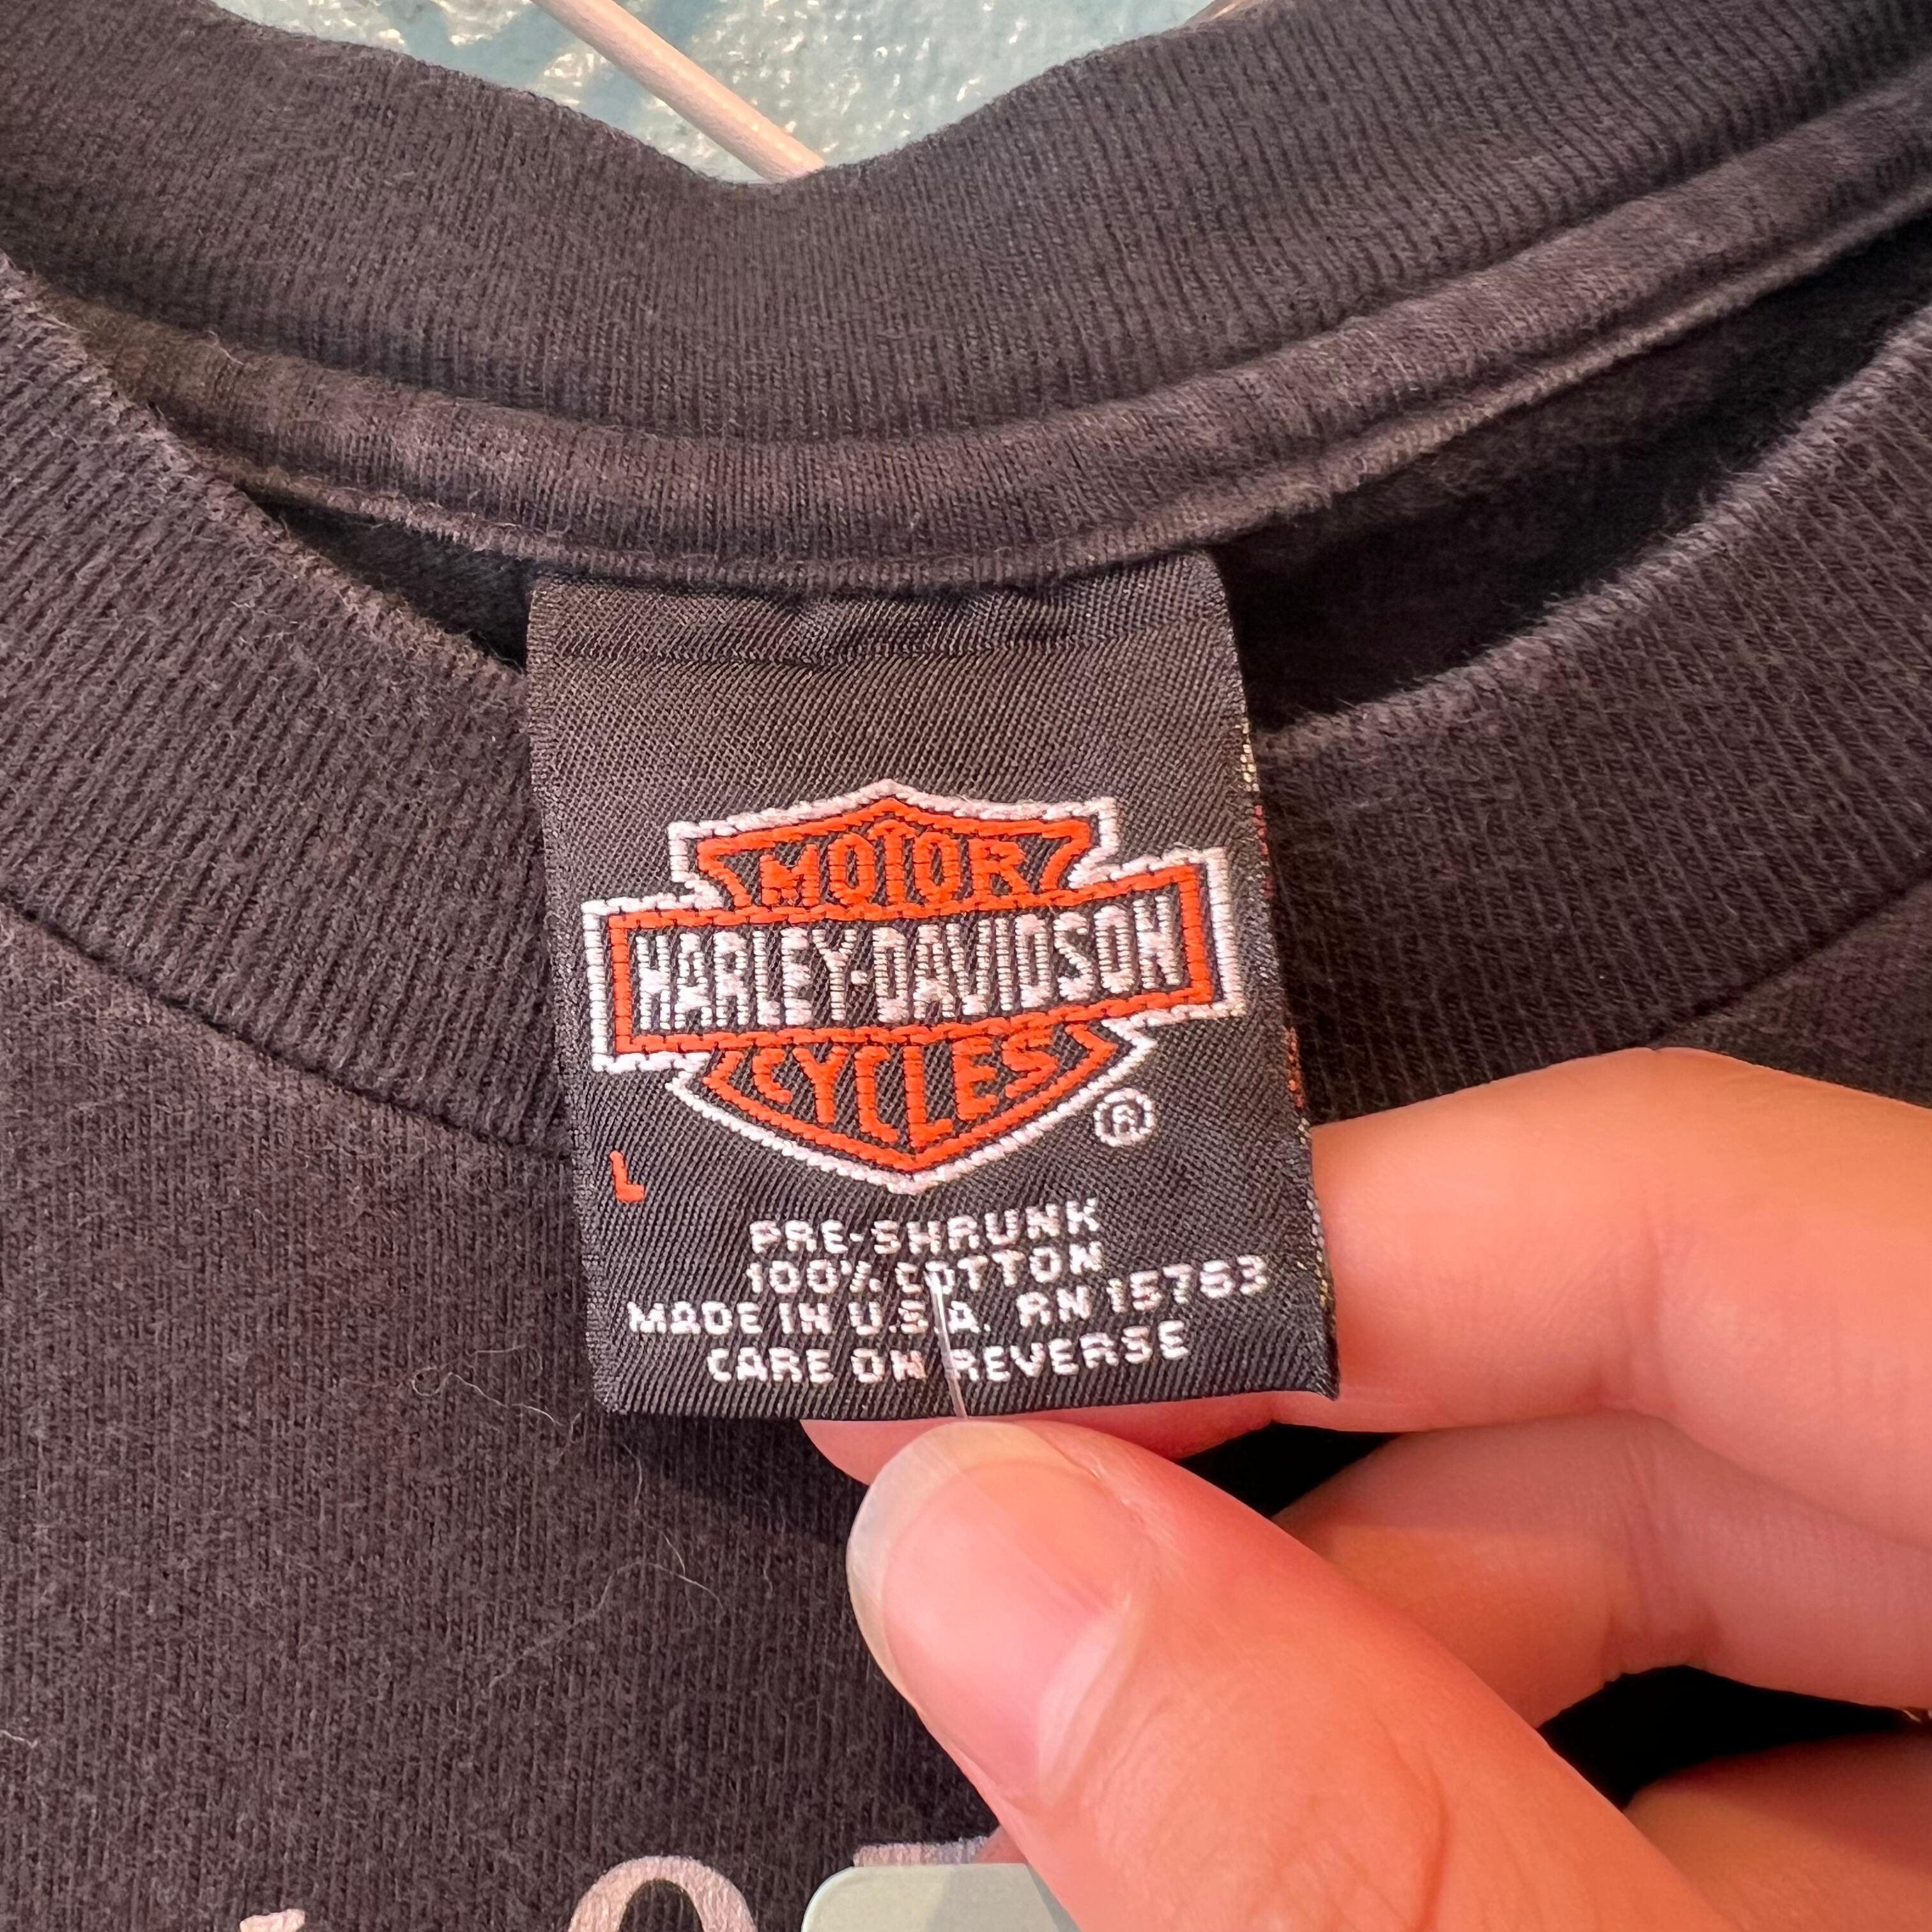 MOTOR
HARLEY-DAVIDSON
CYCLES
®
L
PRE-SHRUNK
100% COTTON
MADE IN U.S.A. RN 15763
CARE ON REVERSE